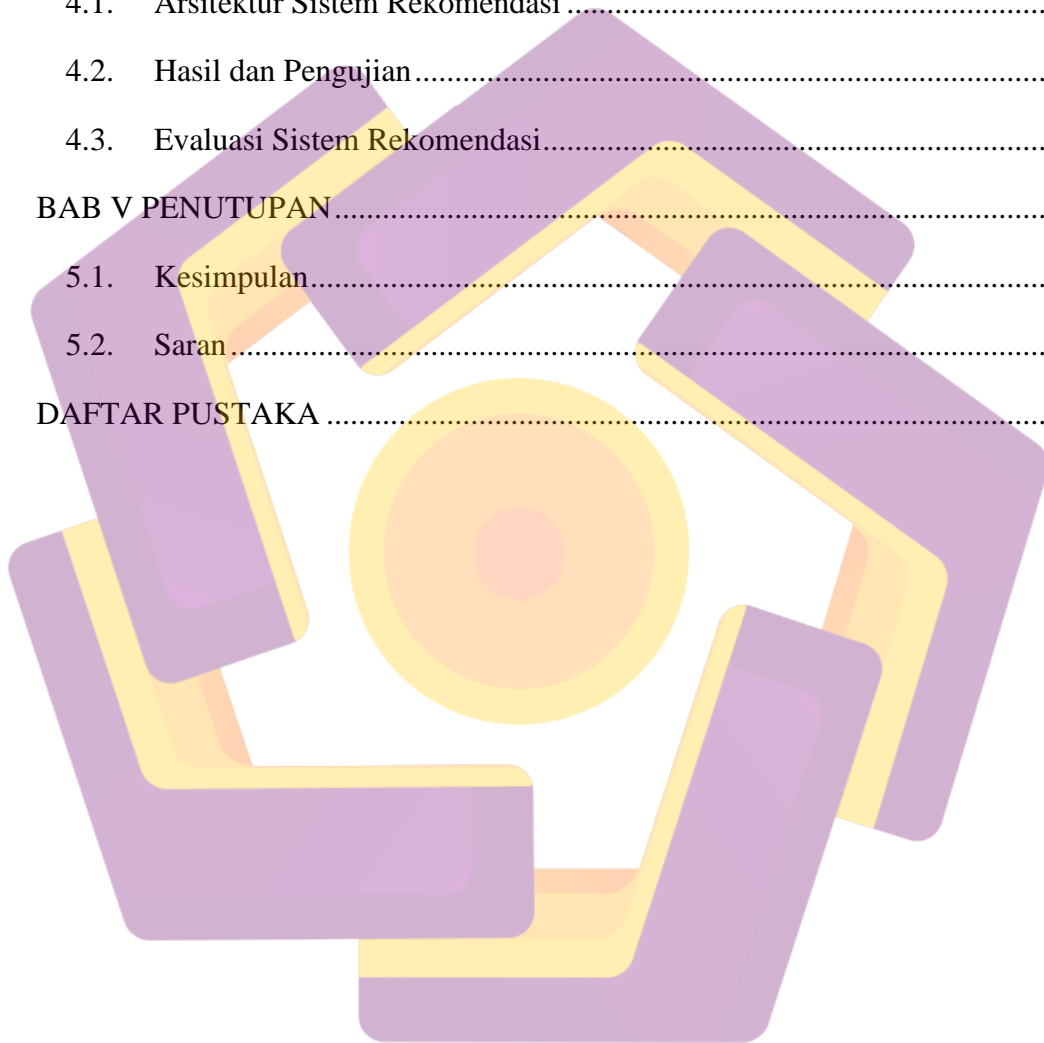 4.1. Arsitektur Sistem Rekomendasi ........................................................
4.2. Hasil dan Pengujian ...........................................................................
4.3. Evaluasi Sistem Rekomendasi...........................................................
BAB V PENUTUPAN.....................................................................................
5.1. Kesimpulan........................................................................................
5.2. Saran ..................................................................................................
DAFTAR PUSTAKA ......................................................................................